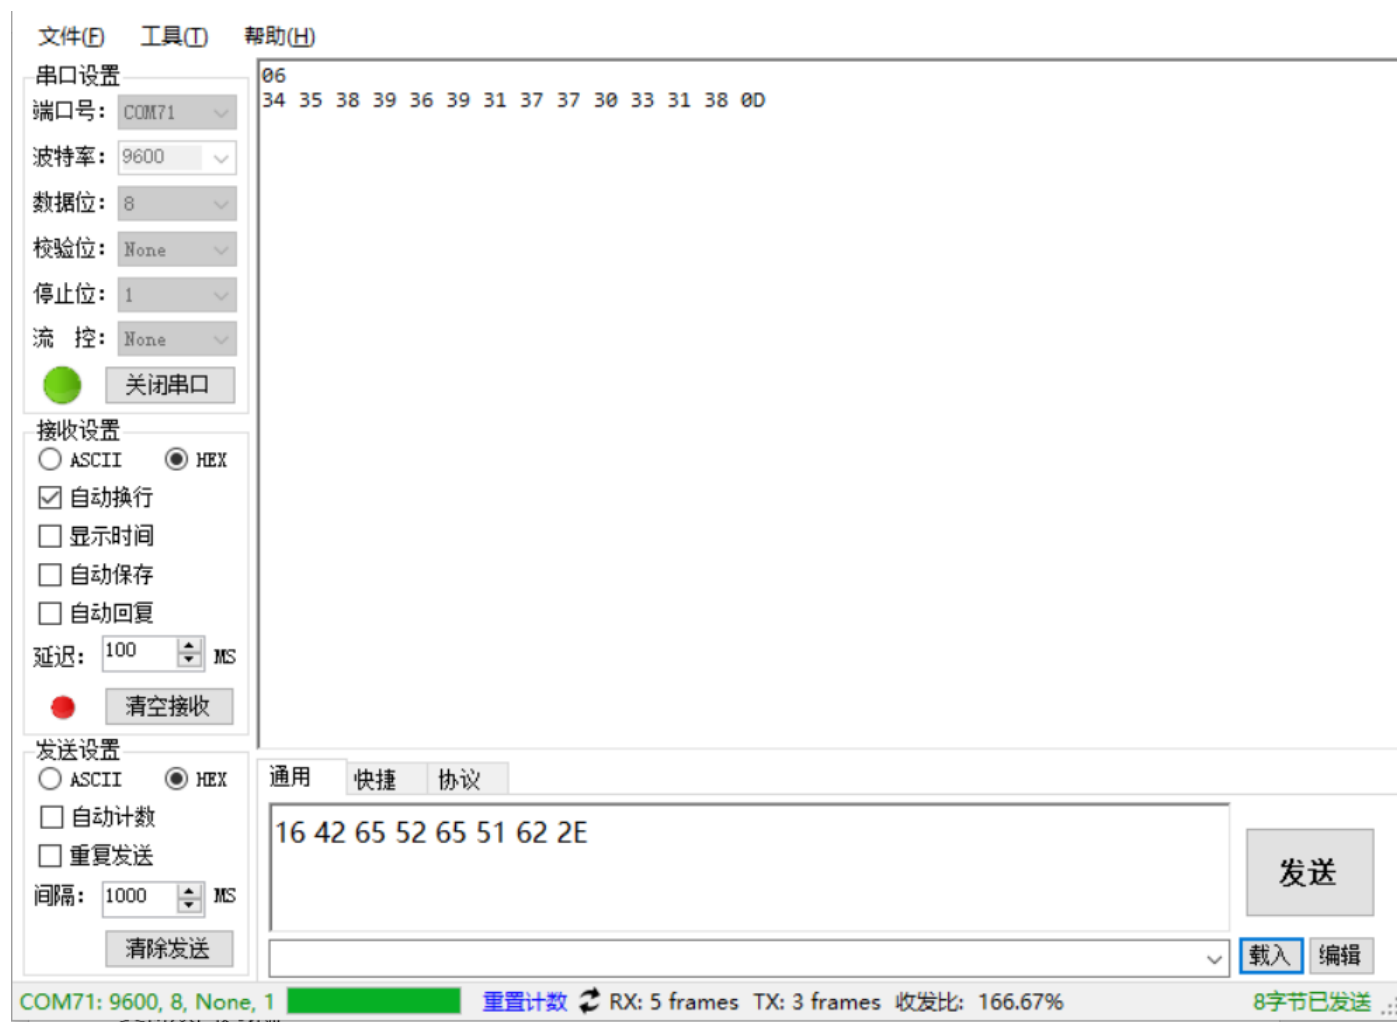 文件(F) 工具(T) 帮助(H)
串口设置
端口号: COM71
波特率: 9600
数据位: 8
校验位: None
停止位: 1
流 控: None
关闭串口
接收设置
ASCII HEX
自动换行
显示时间
自动保存
自动回复
延迟: 100 MS
清空接收
发送设置
ASCII HEX
自动计数
重复发送
间隔: 1000 MS
清除发送
06
34 35 38 39 36 39 31 37 37 30 33 31 38 0D
通用 快捷 协议
16 42 65 52 65 51 62 2E
发送
载入 编辑
COM71: 9600, 8, None, 1 重置计数 RX: 5 frames TX: 3 frames 收发比: 166.67% 8字节已发送